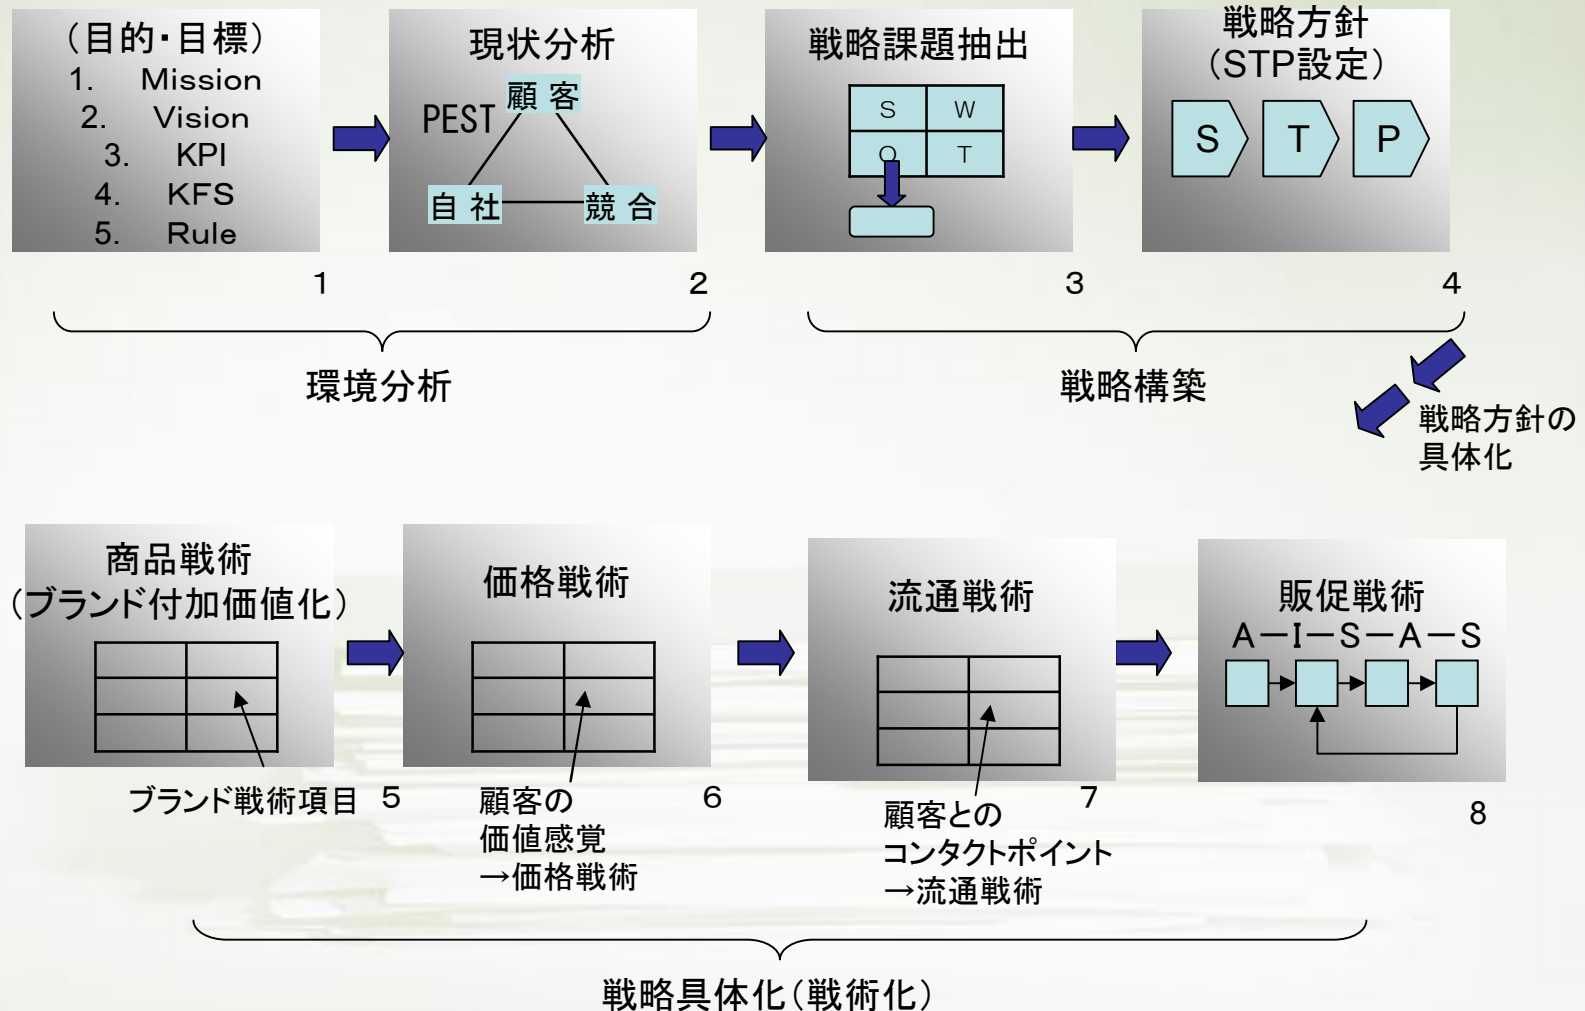 （目的・目標）
1. Mission
2. Vision
3. KPI
4. KFS
5. Rule
1
現状分析
PEST
顧 客
自 社
競 合
2
戦略課題抽出
S W
O T
3
戦略方針
（STP設定）
S T P
4
環境分析
戦略構築
戦略方針の
具体化
商品戦術
（ブランド付加価値化）
ブランド戦術項目
5
価格戦術
顧客の
価値感覚
→価格戦術
6
流通戦術
顧客との
コンタクトポイント
→流通戦術
7
販促戦術
A－I－S－A－S
8
戦略具体化（戦術化）